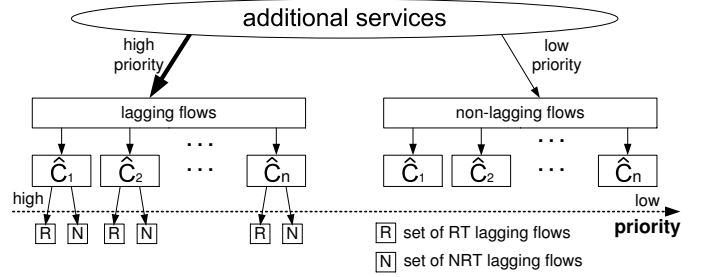 additional services
high priority
low priority
lagging flows
non-lagging flows
. . .
. . .
Ĉ1 Ĉ2 . . . Ĉn
Ĉ1 Ĉ2 . . . Ĉn
high
low
priority
R N R N R N
R set of RT lagging flows
N set of NRT lagging flows